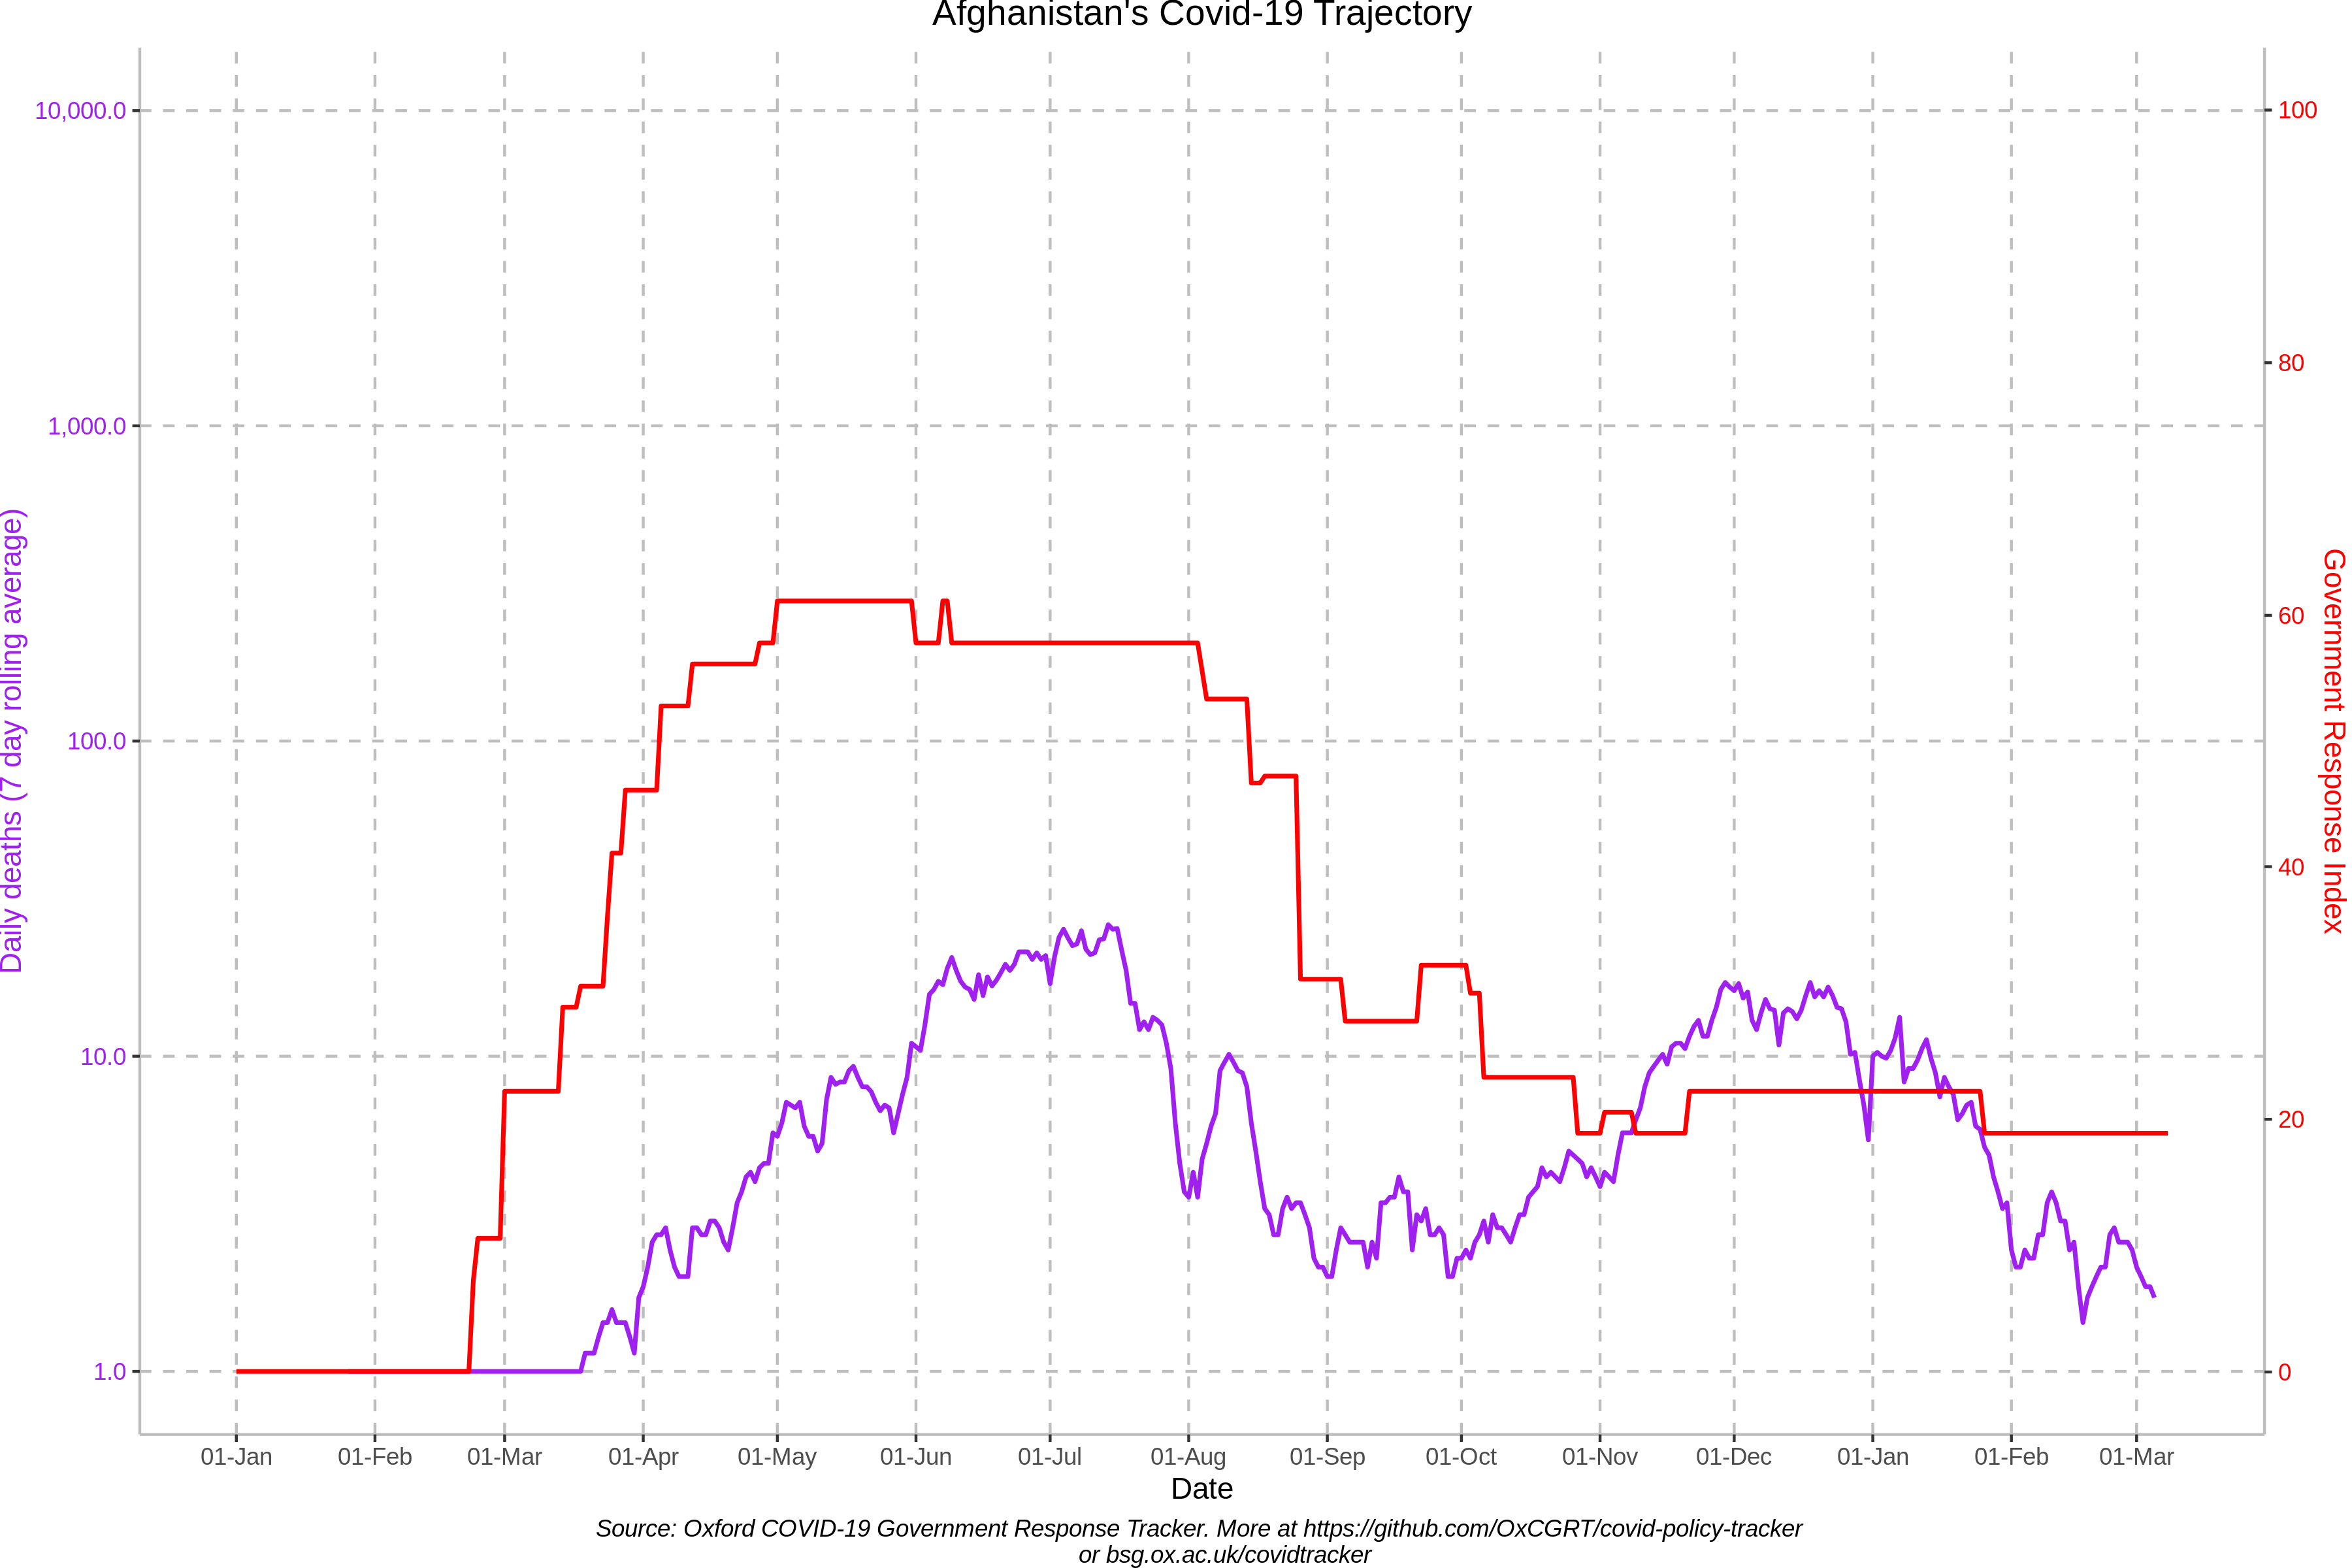 Afghanistan's Covid-19 Trajectory
10,000.0
1,000.0
100.0
10.0
1.0
Daily deaths (7 day rolling average)
100
80
60
40
20
0
Government Response Index
01-Jan
01-Feb
01-Mar
01-Apr
01-May
01-Jun
01-Jul
01-Aug
01-Sep
01-Oct
01-Nov
01-Dec
01-Jan
01-Feb
01-Mar
Date
Source: Oxford COVID-19 Government Response Tracker. More at https://github.com/OxCGRT/covid-policy-tracker
or bsg.ox.ac.uk/covidtracker